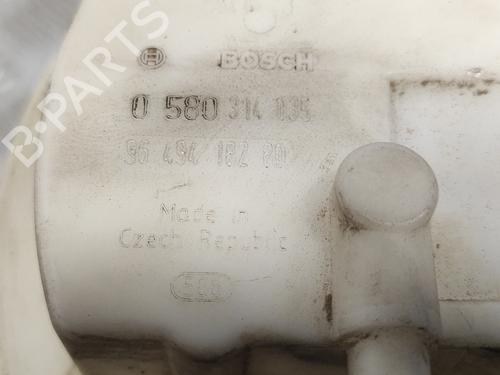 B-PARTS
BOSCH
0 580 314 135
96 494 182 80
Made in
Czech Republic